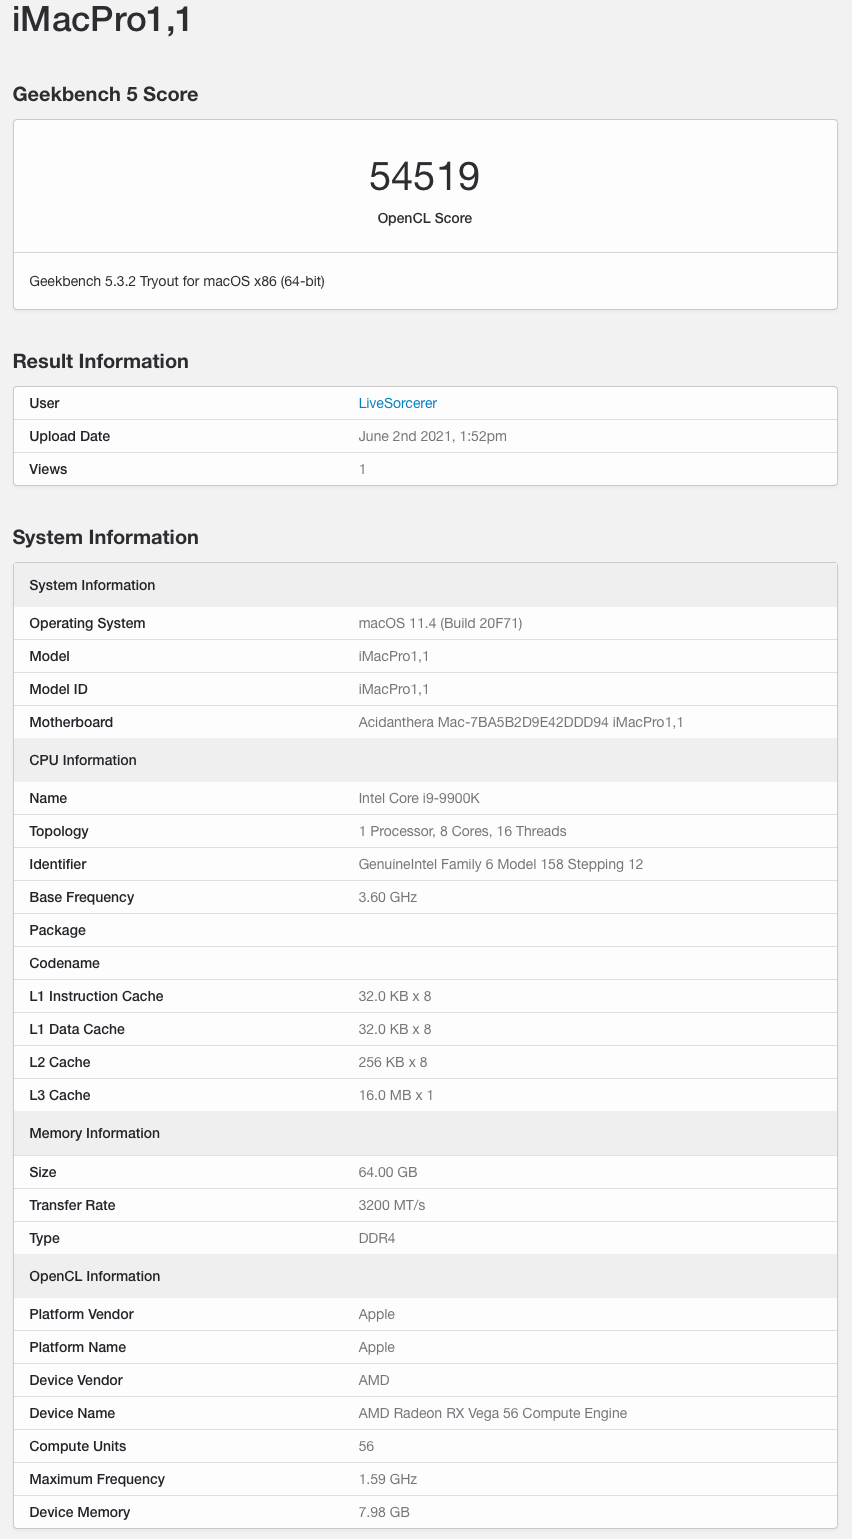 iMacPro1,1
Geekbench 5 Score
54519
OpenCL Score
Geekbench 5.3.2 Tryout for macOS x86 (64-bit)
Result Information
User LiveSorcerer
Upload Date June 2nd 2021, 1:52pm
Views 1
System Information
System Information
Operating System macOS 11.4 (Build 20F71)
Model iMacPro1,1
Model ID iMacPro1,1
Motherboard Acidanthera Mac-7BA5B2D9E42DDD94 iMacPro1,1
CPU Information
Name Intel Core i9-9900K
Topology 1 Processor, 8 Cores, 16 Threads
Identifier GenuineIntel Family 6 Model 158 Stepping 12
Base Frequency 3.60 GHz
Package
Codename
L1 Instruction Cache 32.0 KB x 8
L1 Data Cache 32.0 KB x 8
L2 Cache 256 KB x 8
L3 Cache 16.0 MB x 1
Memory Information
Size 64.00 GB
Transfer Rate 3200 MT/s
Type DDR4
OpenCL Information
Platform Vendor Apple
Platform Name Apple
Device Vendor AMD
Device Name AMD Radeon RX Vega 56 Compute Engine
Compute Units 56
Maximum Frequency 1.59 GHz
Device Memory 7.98 GB